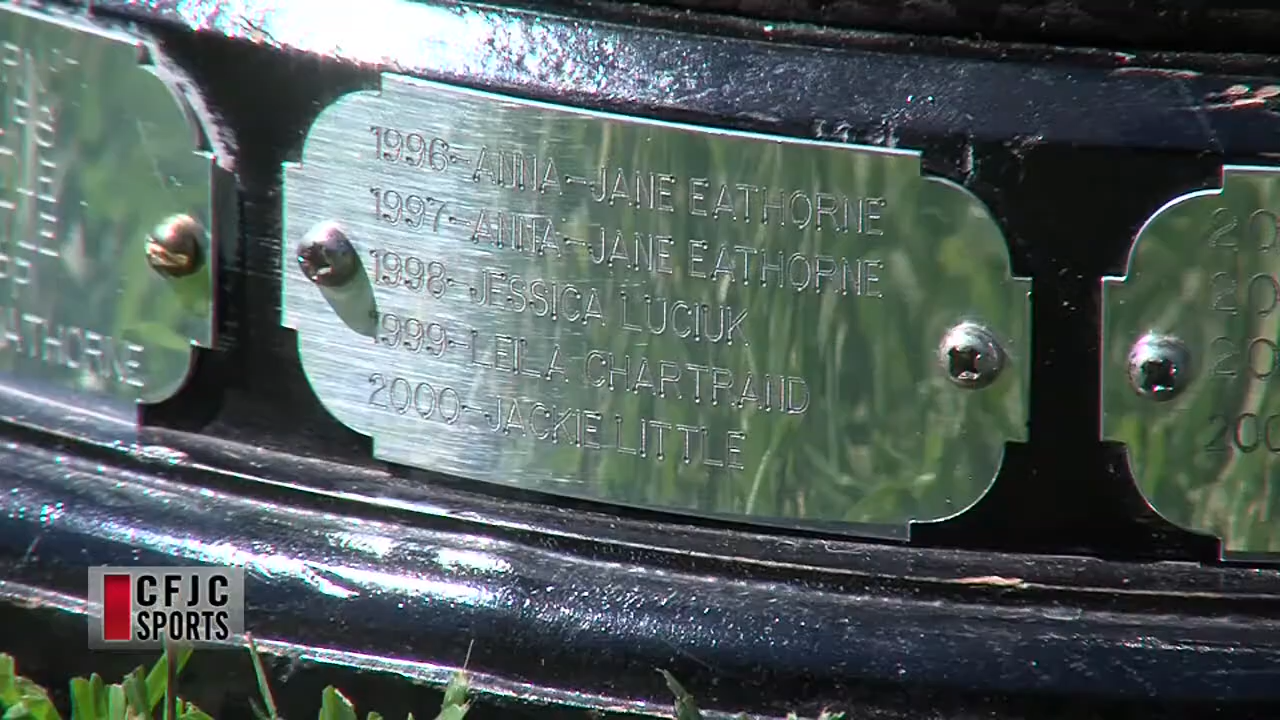 EATHORNE
1996-ANNA-JANE EATHORNE
1997-ANNA-JANE EATHORNE
1998-JESSICA LUCIUK
1999-LEILA CHARTRAND
2000-JACKIE LITTLE
CFJC
SPORTS